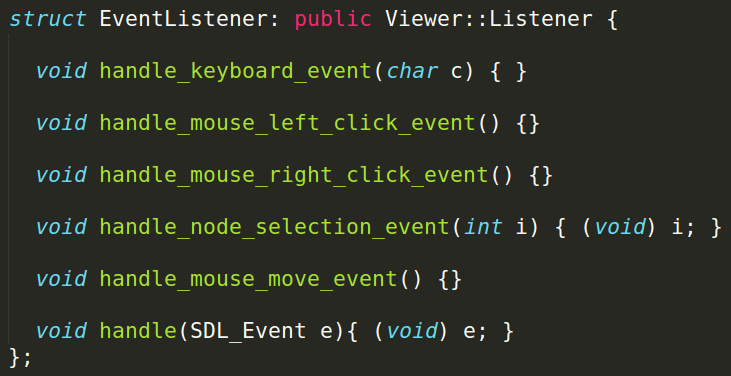 struct EventListener: public Viewer::Listener {
void handle_keyboard_event(char c) { }
void handle_mouse_left_click_event() {}
void handle_mouse_right_click_event() {}
void handle_node_selection_event(int i) { (void) i; }
void handle_mouse_move_event() {}
void handle(SDL_Event e){ (void) e; }
};